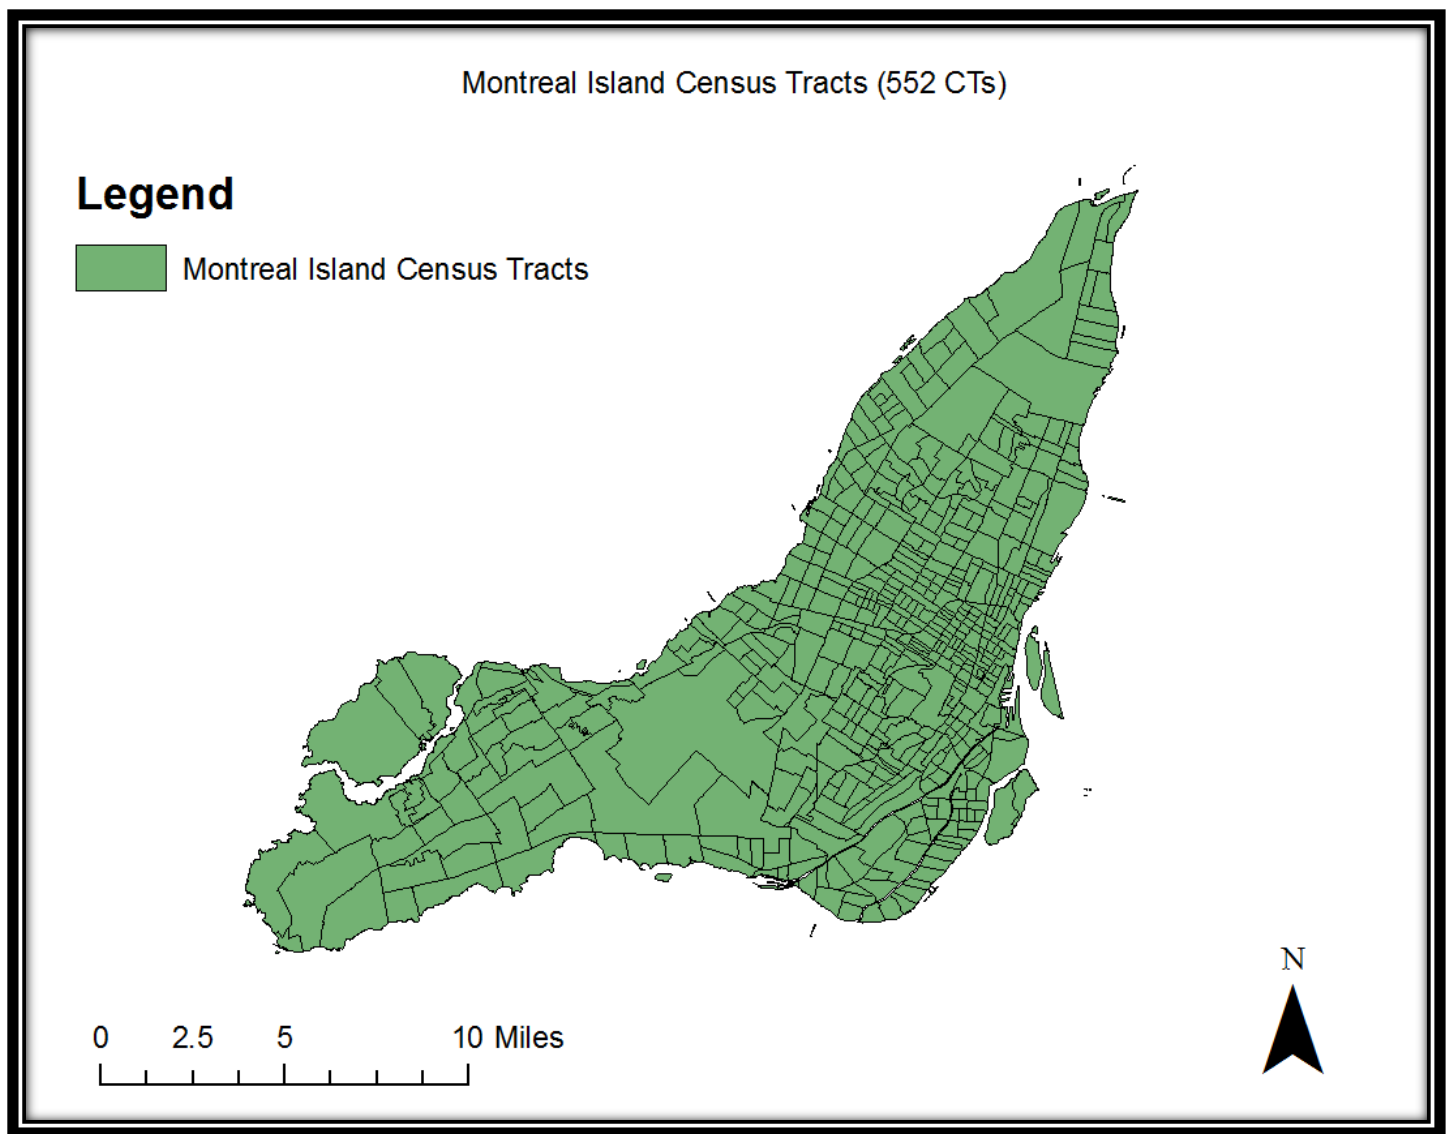 Montreal Island Census Tracts (552 CTs)
Legend
Montreal Island Census Tracts
0 2.5 5 10 Miles
N